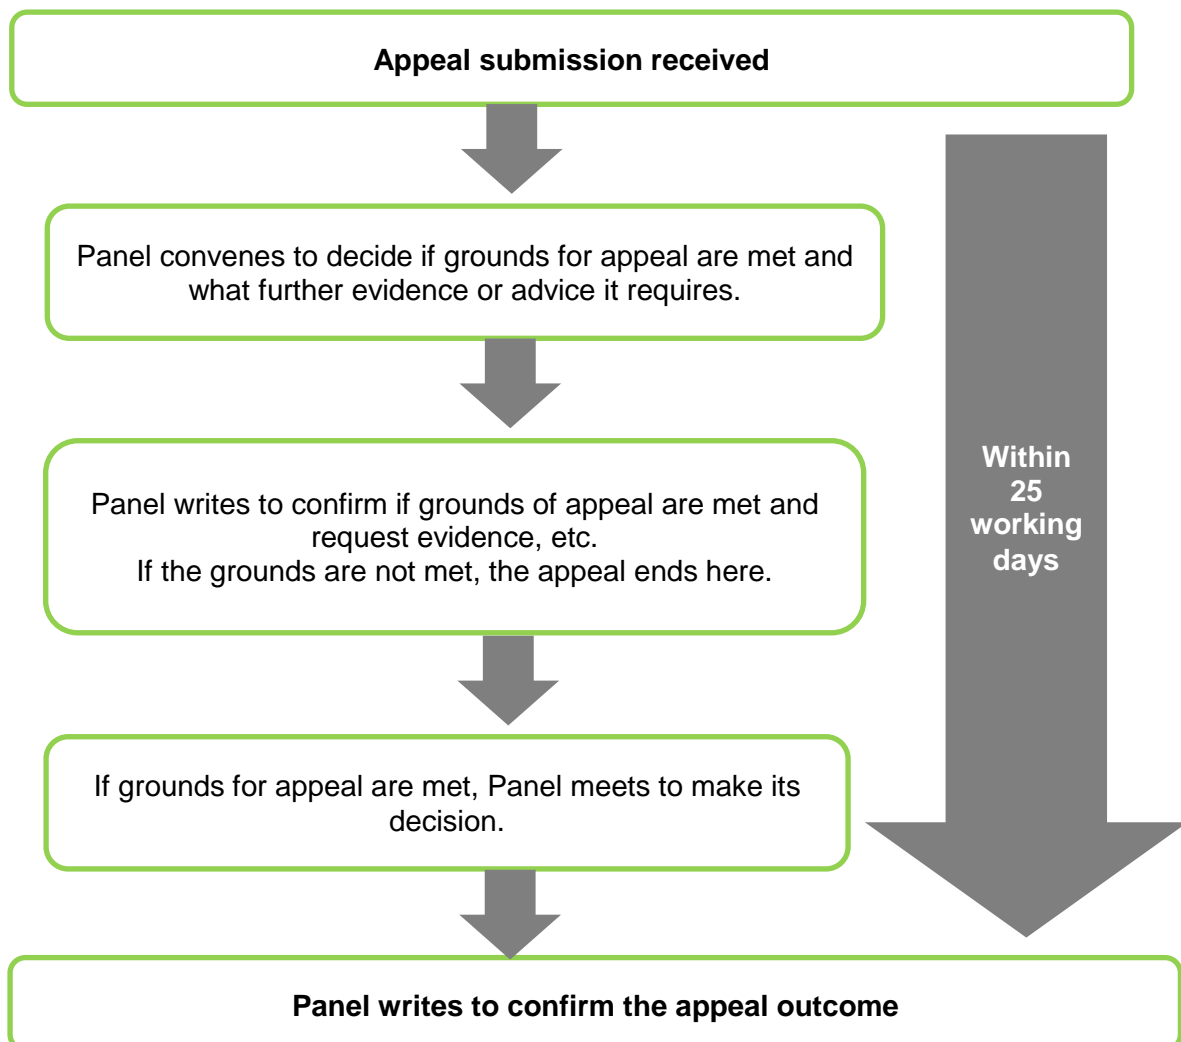 Appeal submission received
Panel convenes to decide if grounds for appeal are met and
what further evidence or advice it requires.
Panel writes to confirm if grounds of appeal are met and
request evidence, etc.
If the grounds are not met, the appeal ends here.
Within
25
working
days
If grounds for appeal are met, Panel meets to make its
decision.
Panel writes to confirm the appeal outcome